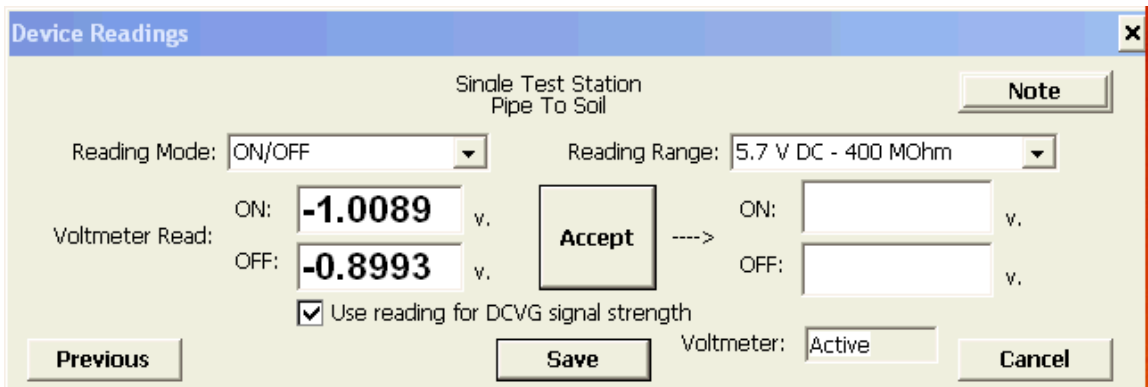 Device Readings
Single Test Station
Pipe To Soil
Note
Reading Mode: ON/OFF
Reading Range: 5.7 V DC - 400 MOhm
Voltmeter Read:
ON: -1.0089 v.
OFF: -0.8993 v.
Accept
---->
ON: v.
OFF: v.
Use reading for DCVG signal strength
Voltmeter: Active
Previous
Save
Cancel